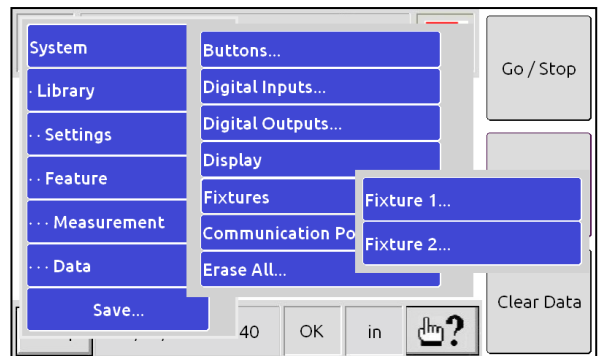 System
· Library
· · Settings
· · Feature
· · · Measurement
· · · Data
Save...
Buttons...
Digital Inputs...
Digital Outputs...
Display
Fixtures
Communication Po
Erase All...
Fixture 1...
Fixture 2...
Go / Stop
Clear Data
40
OK
in
?